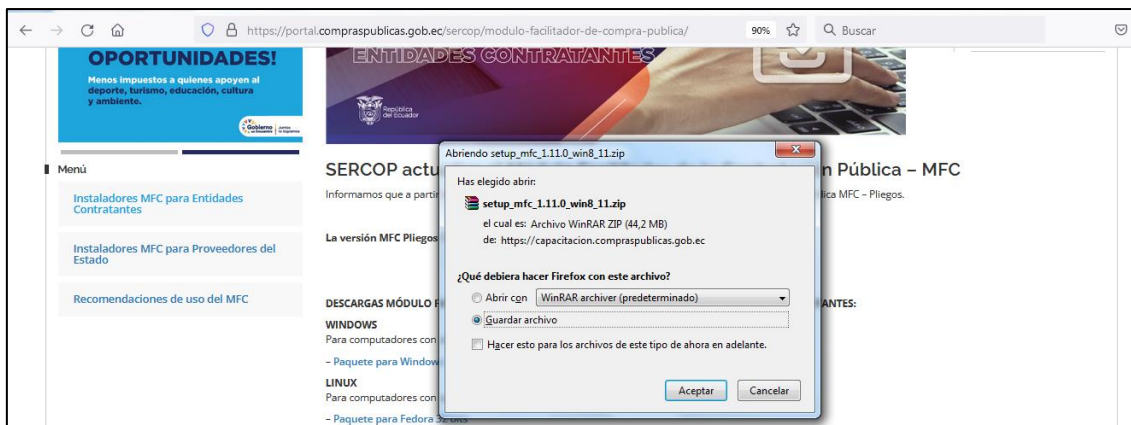 https://portal.compraspublicas.gob.ec/sercop/modulo-facilitador-de-compra-publica/
90%
Buscar
OPORTUNIDADES!
Menos impuestos a quienes apoyen al
deporte, turismo, educación, cultura
y ambiente.
Gobierno
ENTIDADES CONTRATANTES
República
del Ecuador
Menú
Instaladores MFC para Entidades
Contratantes
Instaladores MFC para Proveedores del
Estado
Recomendaciones de uso del MFC
SERCOP actu
n Pública – MFC
Informamos que a partir
lica MFC – Pliegos.
La versión MFC Pliegos
DESCARGAS MÓDULO F
ANTES:
WINDOWS
Para computadores con
– Paquete para Window
LINUX
Para computadores con
– Paquete para Fedora 32 bits
Abriendo setup_mfc_1.11.0_win8_11.zip
Has elegido abrir:
setup_mfc_1.11.0_win8_11.zip
el cual es: Archivo WinRAR ZIP (44,2 MB)
de: https://capacitacion.compraspublicas.gob.ec
¿Qué debiera hacer Firefox con este archivo?
Abrir con WinRAR archiver (predeterminado)
Guardar archivo
Hacer esto para los archivos de este tipo de ahora en adelante.
Aceptar Cancelar